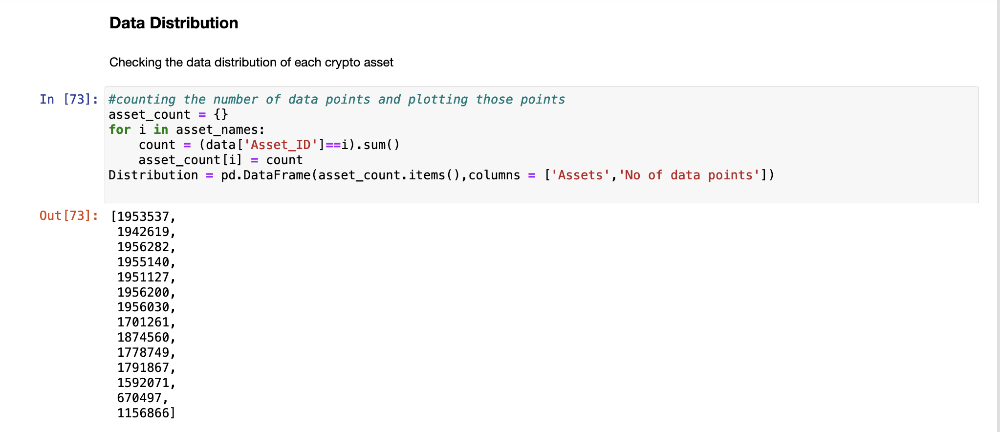 Data Distribution
Checking the data distribution of each crypto asset
In [73]:
#counting the number of data points and plotting those points
asset_count = {}
for i in asset_names:
    count = (data['Asset_ID']==i).sum()
    asset_count[i] = count
Distribution = pd.DataFrame(asset_count.items(),columns = ['Assets','No of data points'])
Out[73]:
[1953537,
 1942619,
 1956282,
 1955140,
 1951127,
 1956200,
 1956030,
 1701261,
 1874560,
 1778749,
 1791867,
 1592071,
 670497,
 1156866]